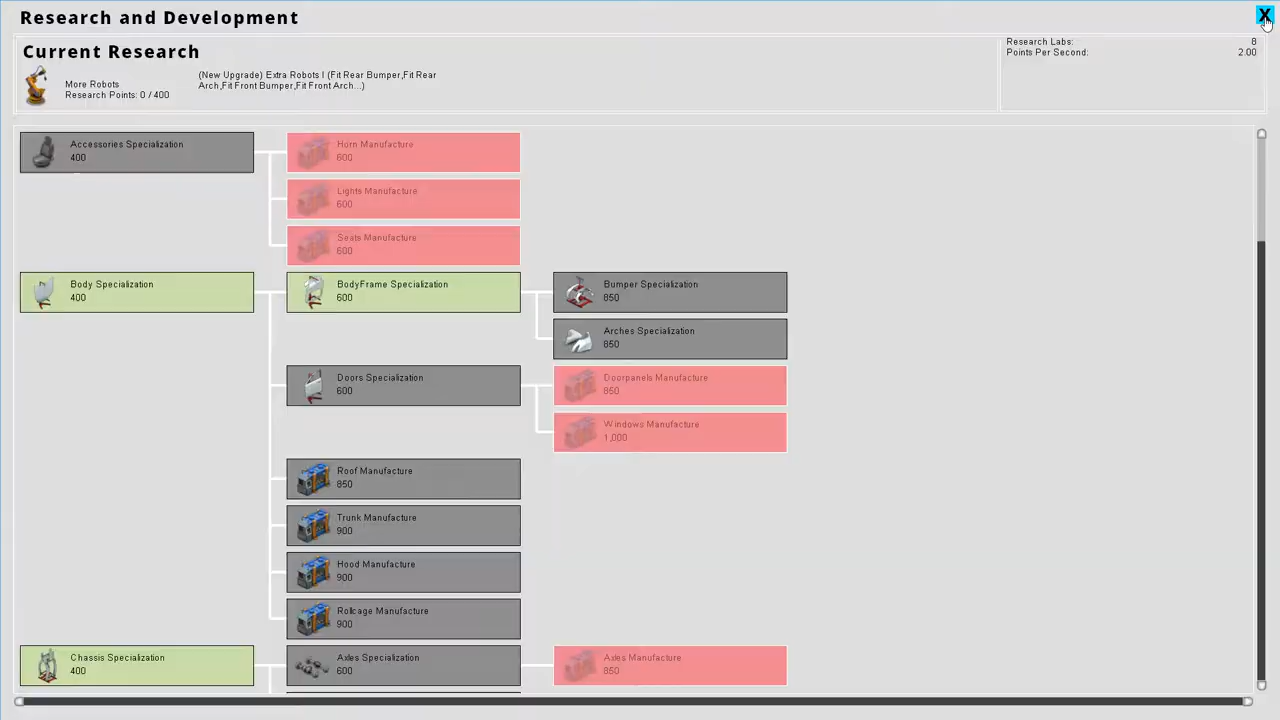 Research and Development
X
Current Research
More Robots
Research Points: 0 / 400
(New Upgrade) Extra Robots I (Fit Rear Bumper,Fit Rear
Arch,Fit Front Bumper,Fit Front Arch...)
Research Labs: 8
Points Per Second: 2.00
Accessories Specialization
400
Horn Manufacture
600
Lights Manufacture
600
Seats Manufacture
600
Body Specialization
400
BodyFrame Specialization
600
Bumper Specialization
850
Arches Specialization
850
Doors Specialization
600
Doorpanels Manufacture
850
Windows Manufacture
1,000
Roof Manufacture
850
Trunk Manufacture
900
Hood Manufacture
900
Rollcage Manufacture
900
Chassis Specialization
400
Axles Specialization
600
Axles Manufacture
850